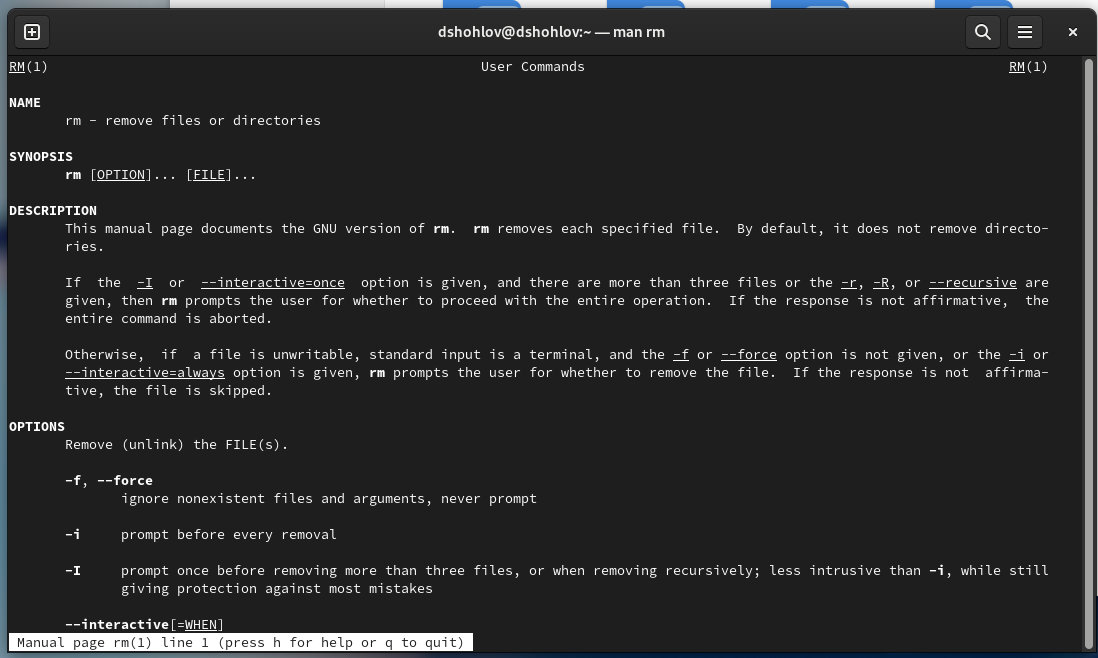 dshohlov@dshohlov:~ — man rm
RM(1) User Commands RM(1)
NAME
rm - remove files or directories
SYNOPSIS
rm [OPTION]... [FILE]...
DESCRIPTION
This manual page documents the GNU version of rm. rm removes each specified file. By default, it does not remove directo-
ries.
If the -I or --interactive=once option is given, and there are more than three files or the -r, -R, or --recursive are
given, then rm prompts the user for whether to proceed with the entire operation. If the response is not affirmative, the
entire command is aborted.
Otherwise, if a file is unwritable, standard input is a terminal, and the -f or --force option is not given, or the -i or
--interactive=always option is given, rm prompts the user for whether to remove the file. If the response is not affirma-
tive, the file is skipped.
OPTIONS
Remove (unlink) the FILE(s).
-f, --force
ignore nonexistent files and arguments, never prompt
-i prompt before every removal
-I prompt once before removing more than three files, or when removing recursively; less intrusive than -i, while still
giving protection against most mistakes
--interactive[=WHEN]
Manual page rm(1) line 1 (press h for help or q to quit)